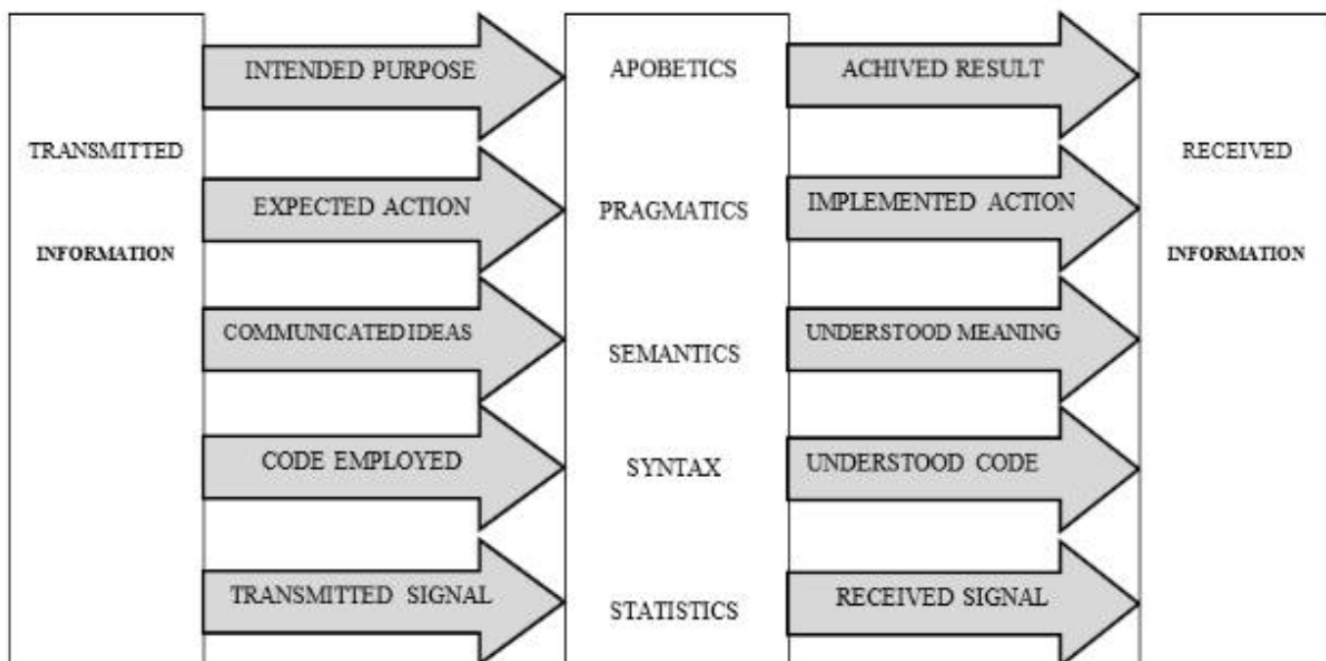 INTENDED PURPOSE
APOBETICS
ACHIVED RESULT
TRANSMITTED
INFORMATION
RECEIVED
INFORMATION
EXPECTED ACTION
PRAGMATICS
IMPLEMENTED ACTION
COMMUNICATED IDEAS
SEMANTICS
UNDERSTOOD MEANING
CODE EMPLOYED
SYNTAX
UNDERSTOOD CODE
TRANSMITTED SIGNAL
STATISTICS
RECEIVED SIGNAL